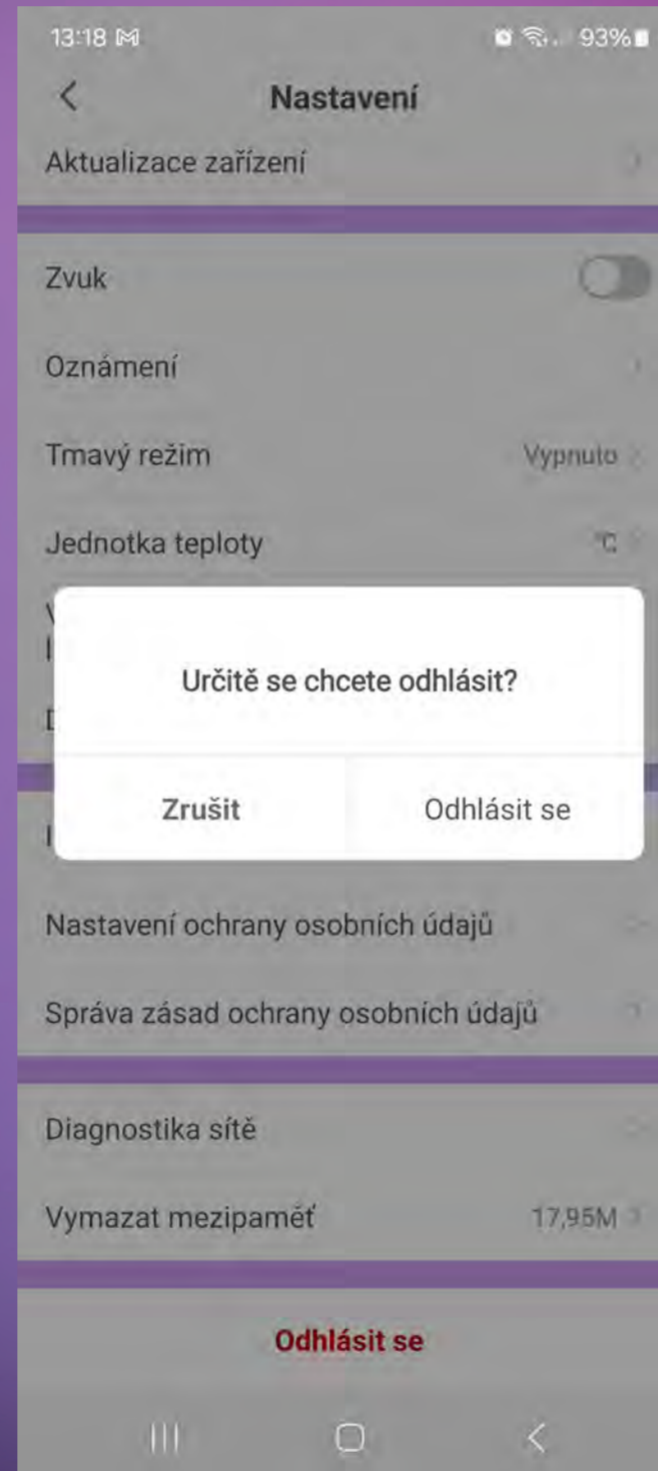 13:18
93%
Nastavení
Aktualizace zařízení
Zvuk
Oznámení
Tmavý režim Vypnuto
Jednotka teploty °C
Určitě se chcete odhlásit?
Zrušit Odhlásit se
Nastavení ochrany osobních údajů
Správa zásad ochrany osobních údajů
Diagnostika sítě
Vymazat mezipaměť 17,95M
Odhlásit se